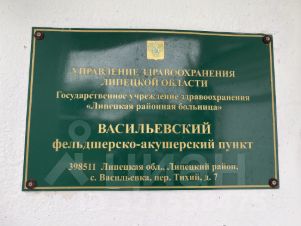 УПРАВЛЕНИЕ ЗДРАВООХРАНЕНИЯ
ЛИПЕЦКОЙ ОБЛАСТИ
Государственное учреждение здравоохранения
«Липецкая районная больница»
ВАСИЛЬЕВСКИЙ
фельдшерско-акушерский пункт
398511 Липецкая обл., Липецкий район,
с. Васильевка, пер. Тихий, д. 7